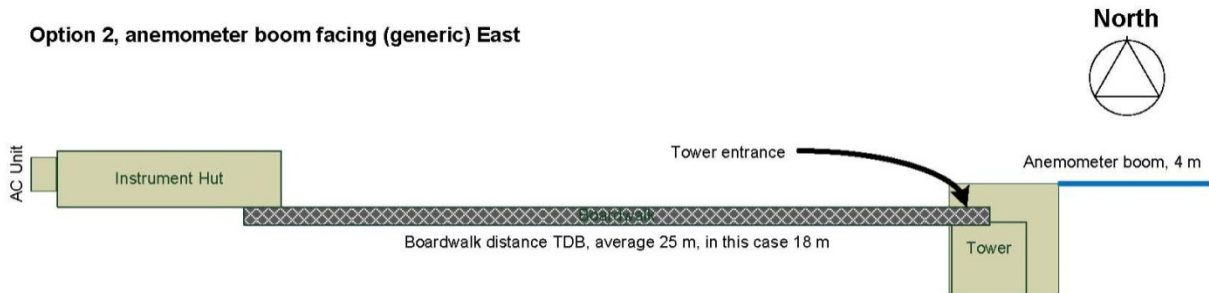 Option 2, anemometer boom facing (generic) East
North
AC Unit
Instrument Hut
Tower entrance
Anemometer boom, 4 m
Boardwalk
Boardwalk distance TDB, average 25 m, in this case 18 m
Tower